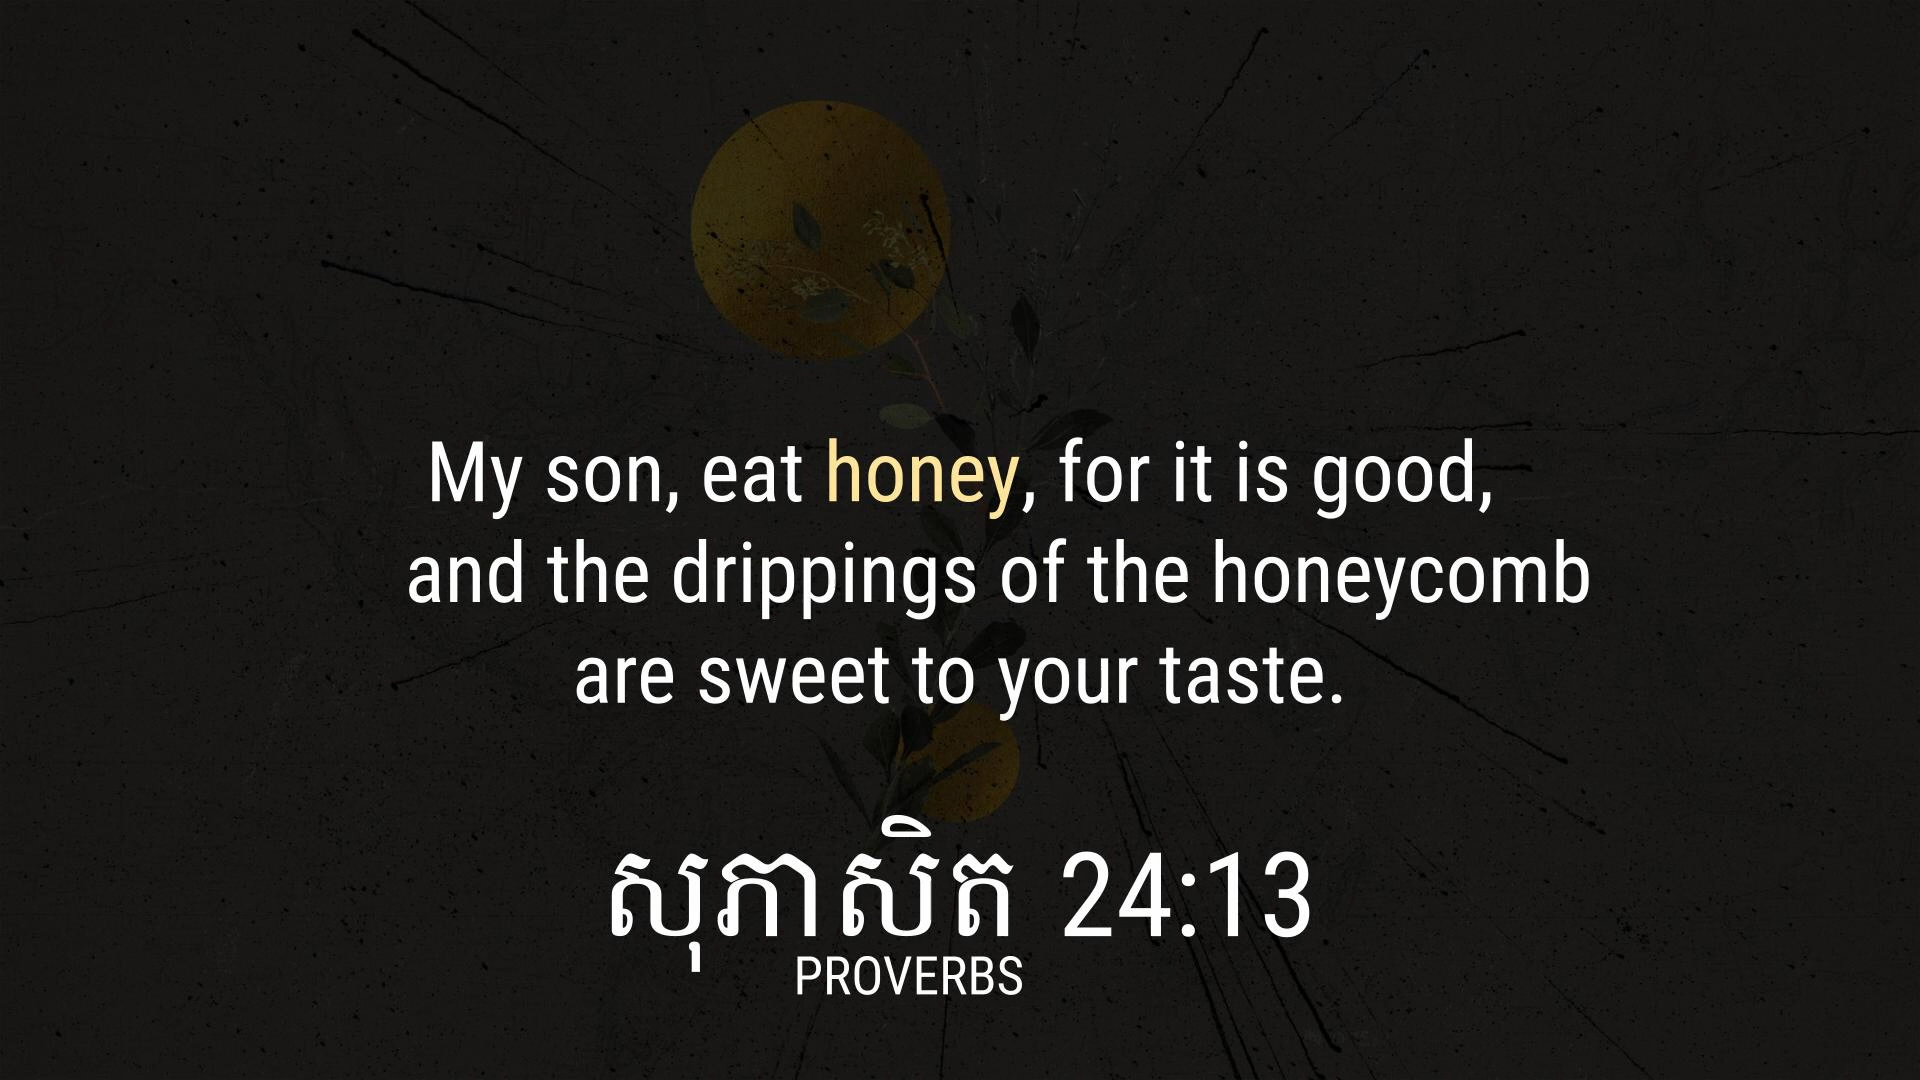 My son, eat honey, for it is good,
and the drippings of the honeycomb
are sweet to your taste.
សុភាសិត 24:13
PROVERBS